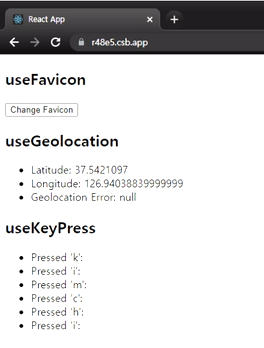 React App
r48e5.csb.app
useFavicon
Change Favicon
useGeolocation
Latitude: 37.5421097
Longitude: 126.94038839999999
Geolocation Error: null
useKeyPress
Pressed 'k':
Pressed 'i':
Pressed 'm':
Pressed 'c':
Pressed 'h':
Pressed 'i':